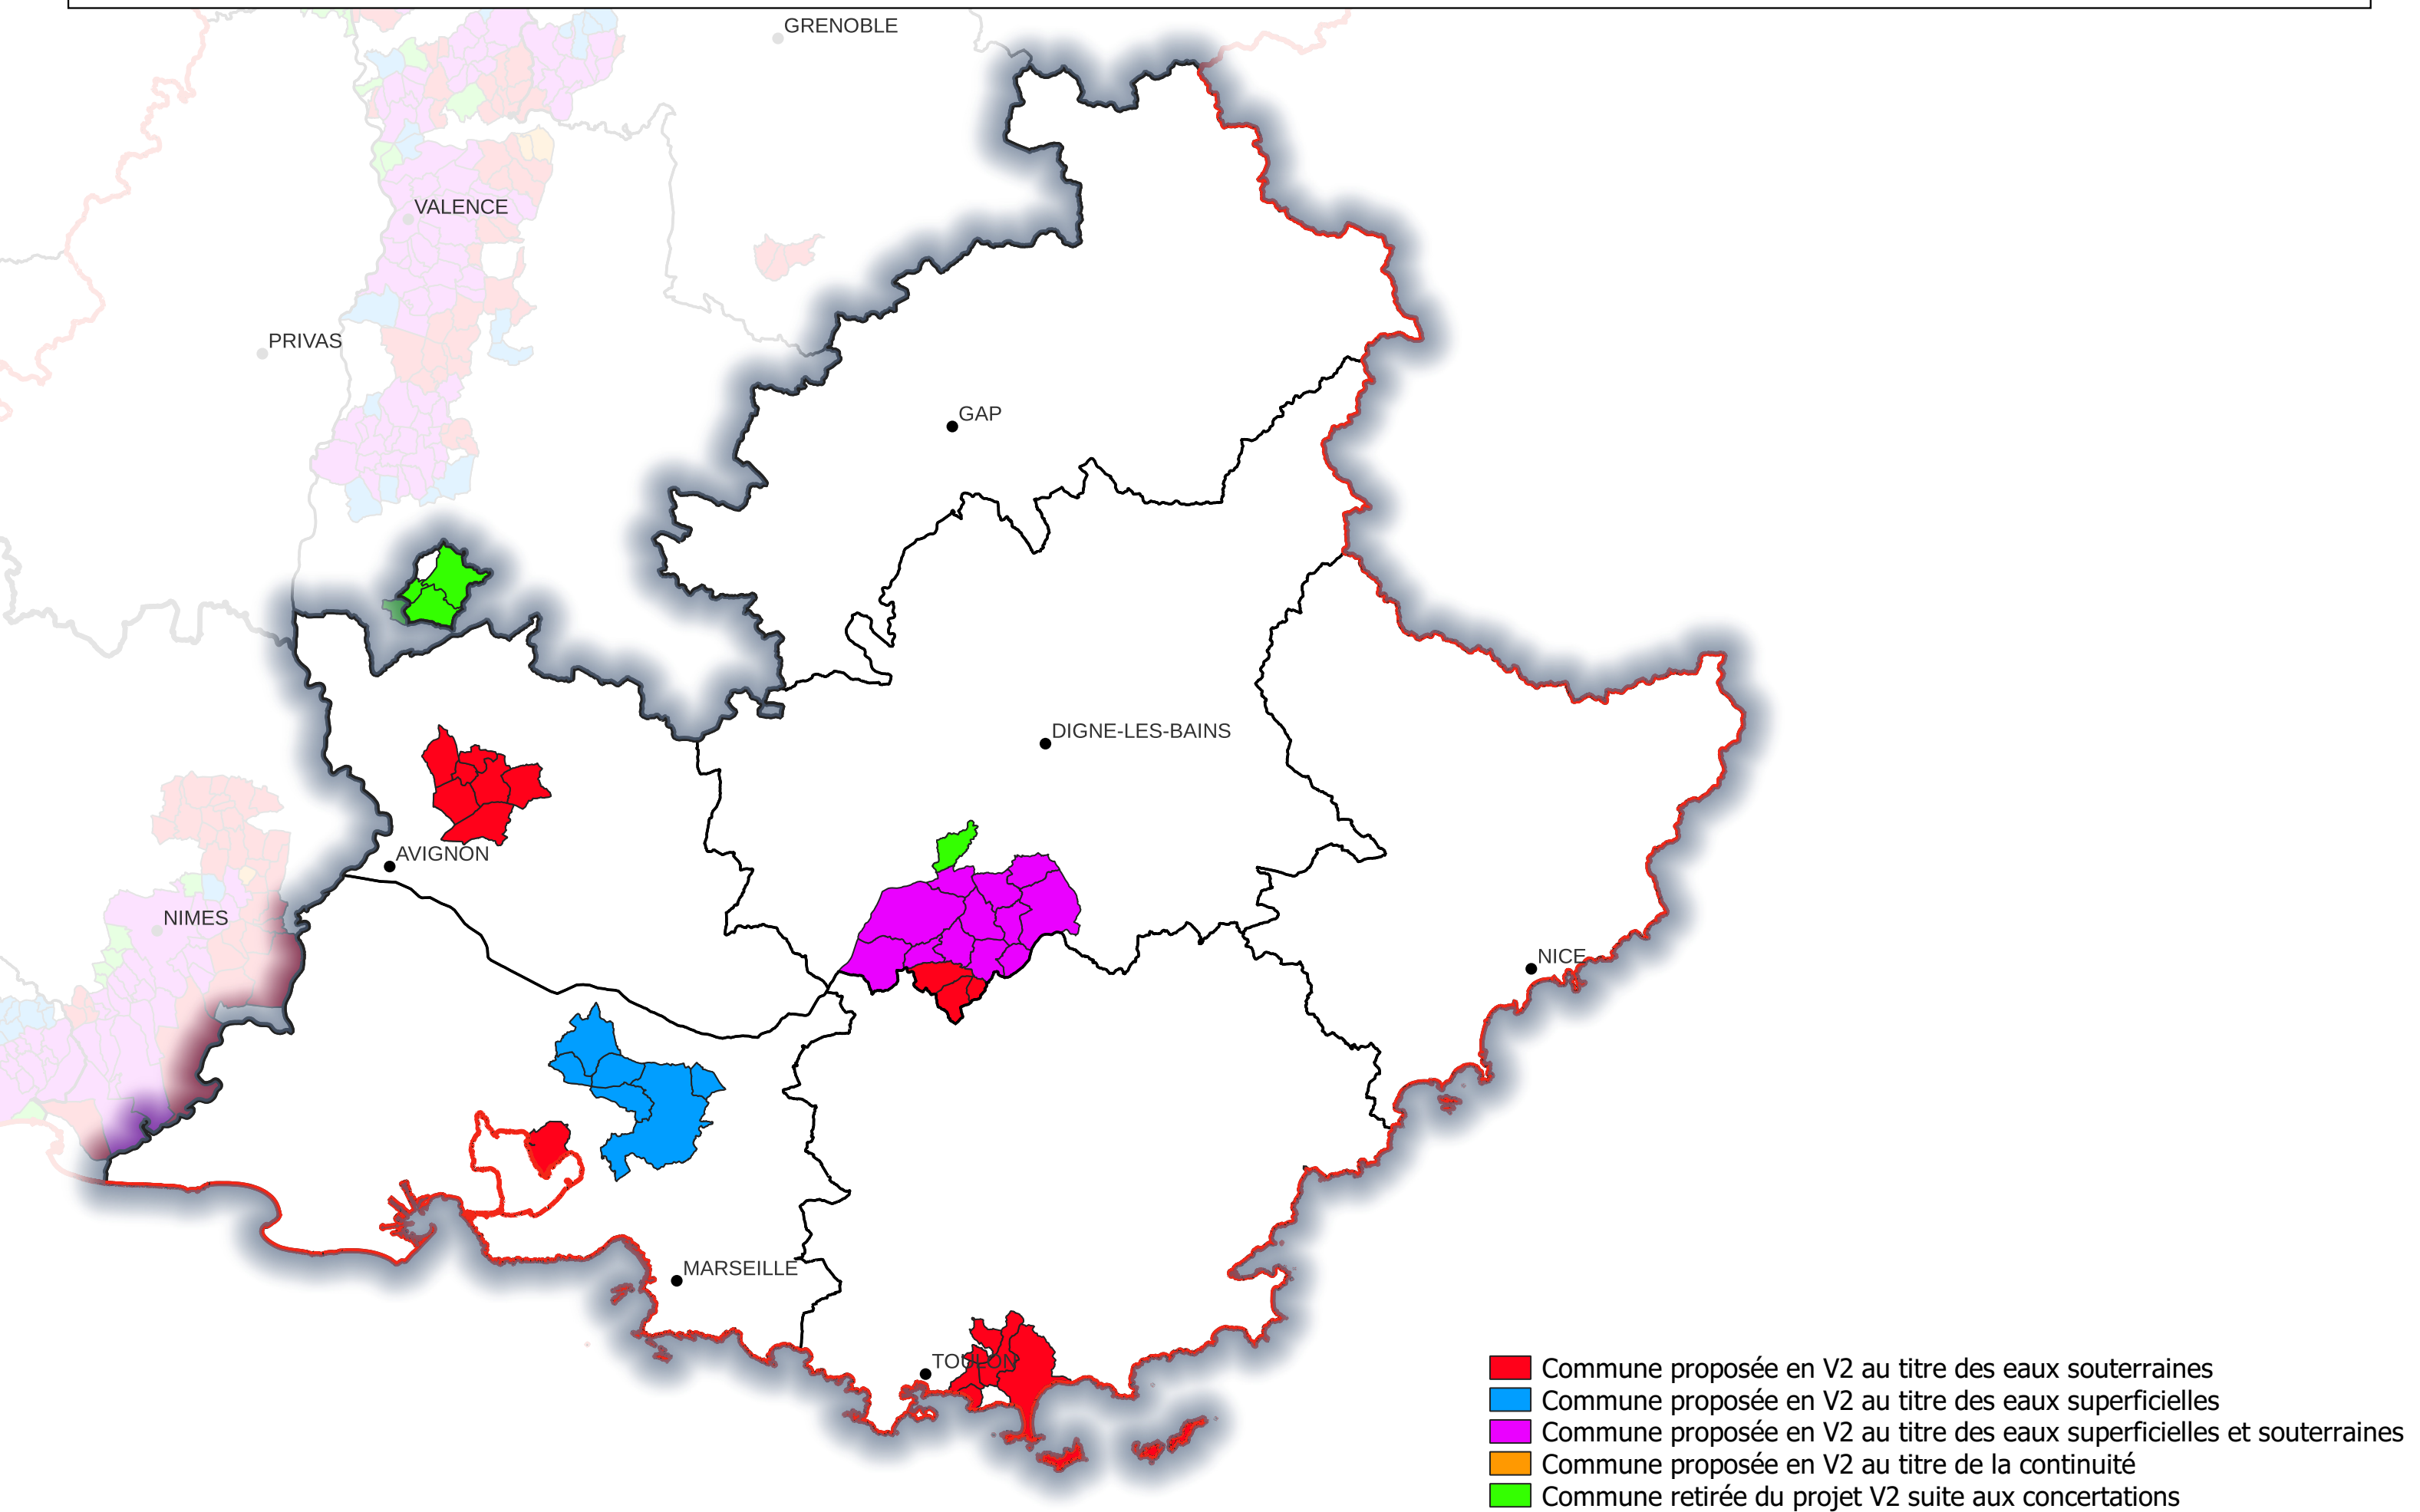 GRENOBLE
VALENCE
PRIVAS
GAP
DIGNE-LES-BAINS
AVIGNON
NIMES
NICE
MARSEILLE
TOULON
Commune proposée en V2 au titre des eaux souterraines
Commune proposée en V2 au titre des eaux superficielles
Commune proposée en V2 au titre des eaux superficielles et souterraines
Commune proposée en V2 au titre de la continuité
Commune retirée du projet V2 suite aux concertations